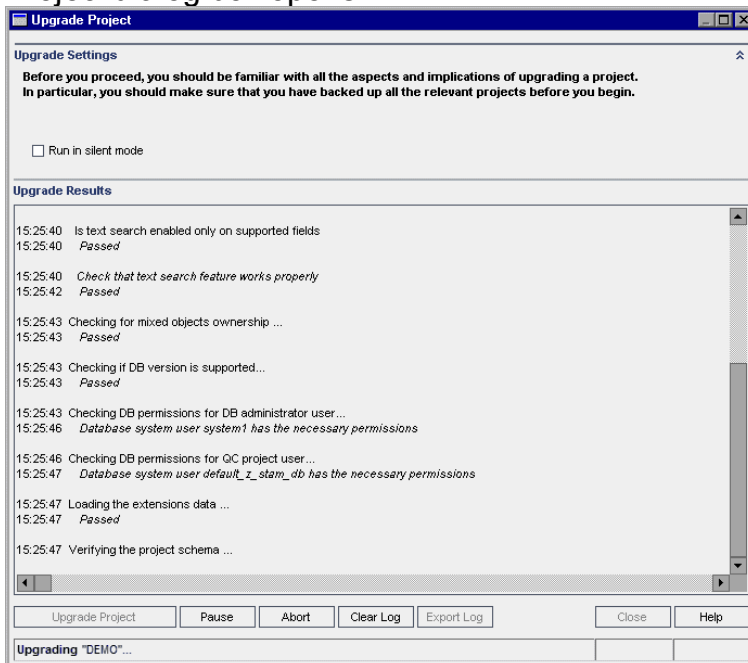 Upgrade Project
Upgrade Settings
Before you proceed, you should be familiar with all the aspects and implications of upgrading a project.
In particular, you should make sure that you have backed up all the relevant projects before you begin.
Run in silent mode
Upgrade Results
15:25:40 Is text search enabled only on supported fields
15:25:40 Passed
15:25:40 Check that text search feature works properly
15:25:42 Passed
15:25:43 Checking for mixed objects ownership ...
15:25:43 Passed
15:25:43 Checking if DB version is supported...
15:25:43 Passed
15:25:43 Checking DB permissions for DB administrator user...
15:25:46 Database system user system1 has the necessary permissions
15:25:46 Checking DB permissions for QC project user...
15:25:47 Database system user default_z_stam_db has the necessary permissions
15:25:47 Loading the extensions data ...
15:25:47 Passed
15:25:47 Verifying the project schema ...
Upgrade Project Pause Abort Clear Log Export Log Close Help
Upgrading "DEMO"...